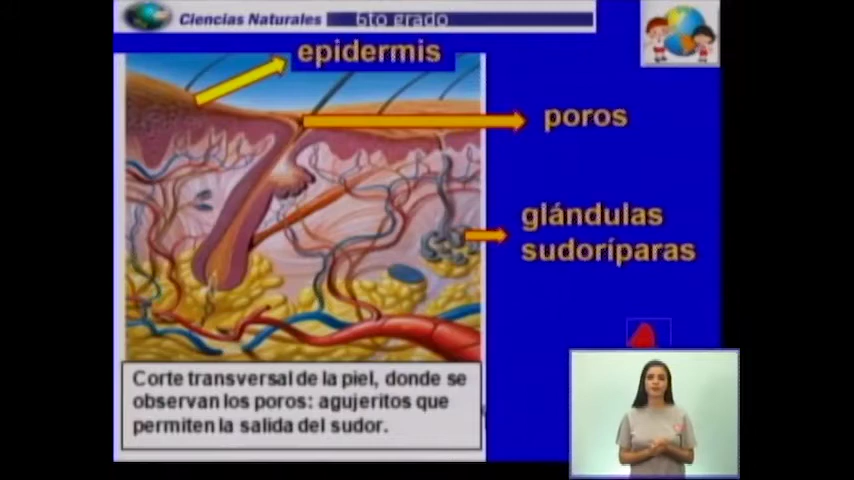 Ciencias Naturales 6to grado
epidermis
poros
glándulas
sudoríparas
Corte transversal de la piel, donde se
observan los poros: agujeritos que
permiten la salida del sudor.